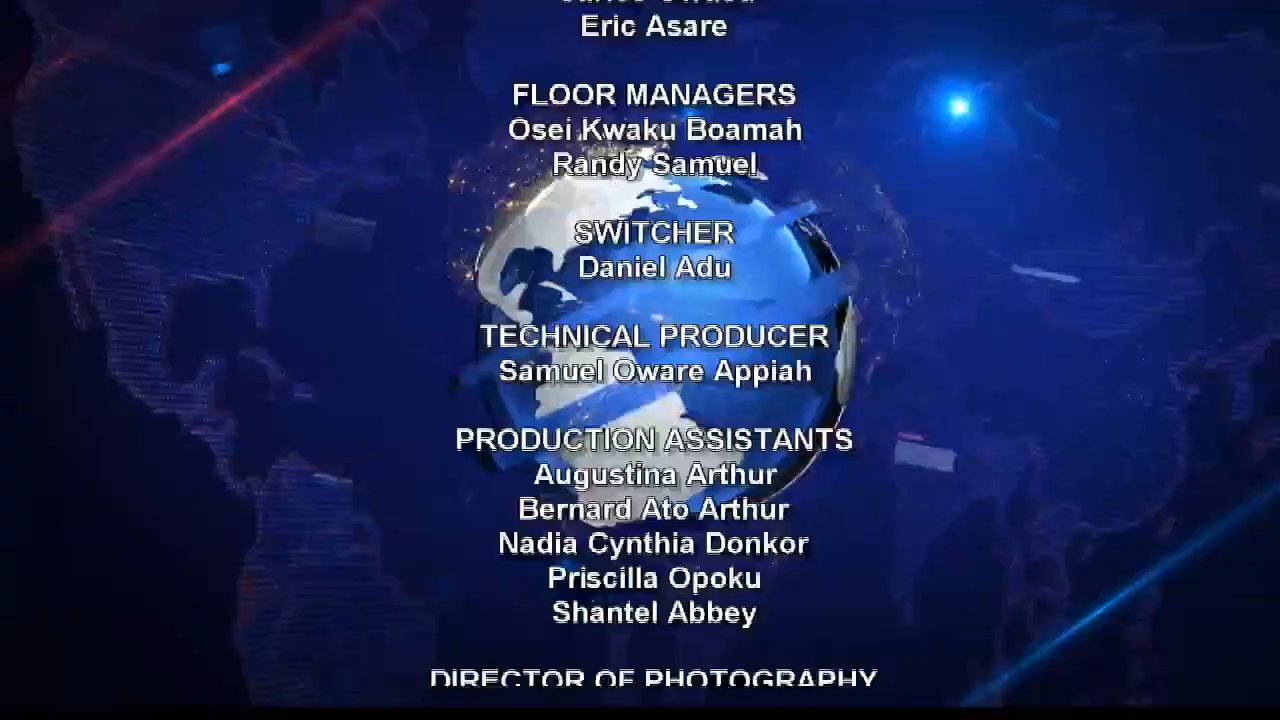 Eric Asare
FLOOR MANAGERS
Osei Kwaku Boamah
Randy Samuel
SWITCHER
Daniel Adu
TECHNICAL PRODUCER
Samuel Oware Appiah
PRODUCTION ASSISTANTS
Augustina Arthur
Bernard Ato Arthur
Nadia Cynthia Donkor
Priscilla Opoku
Shantel Abbey
DIRECTOR OF PHOTOGRAPHY